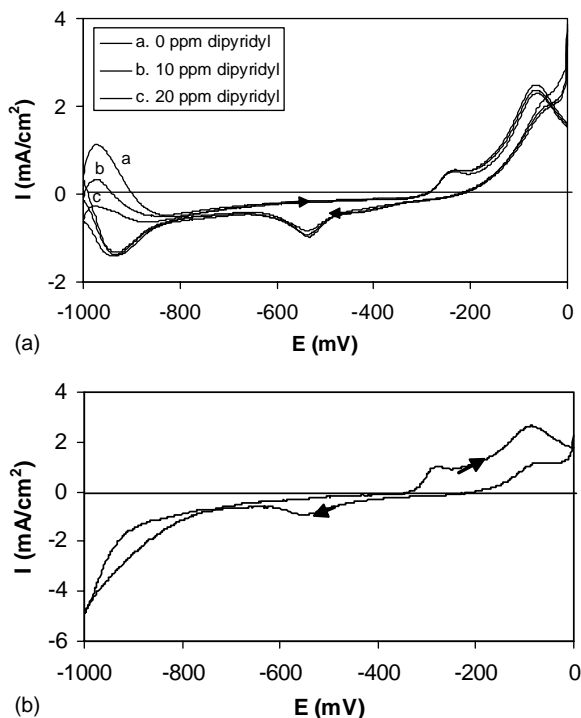 4
a. 0 ppm dipyridyl
b. 10 ppm dipyridyl
c. 20 ppm dipyridyl
2
a
b
c
0
-2
I (mA/cm²)
-1000 -800 -600 -400 -200 0
E (mV)
(a)
4
2
0
-2
-4
-6
I (mA/cm²)
-1000 -800 -600 -400 -200 0
E (mV)
(b)